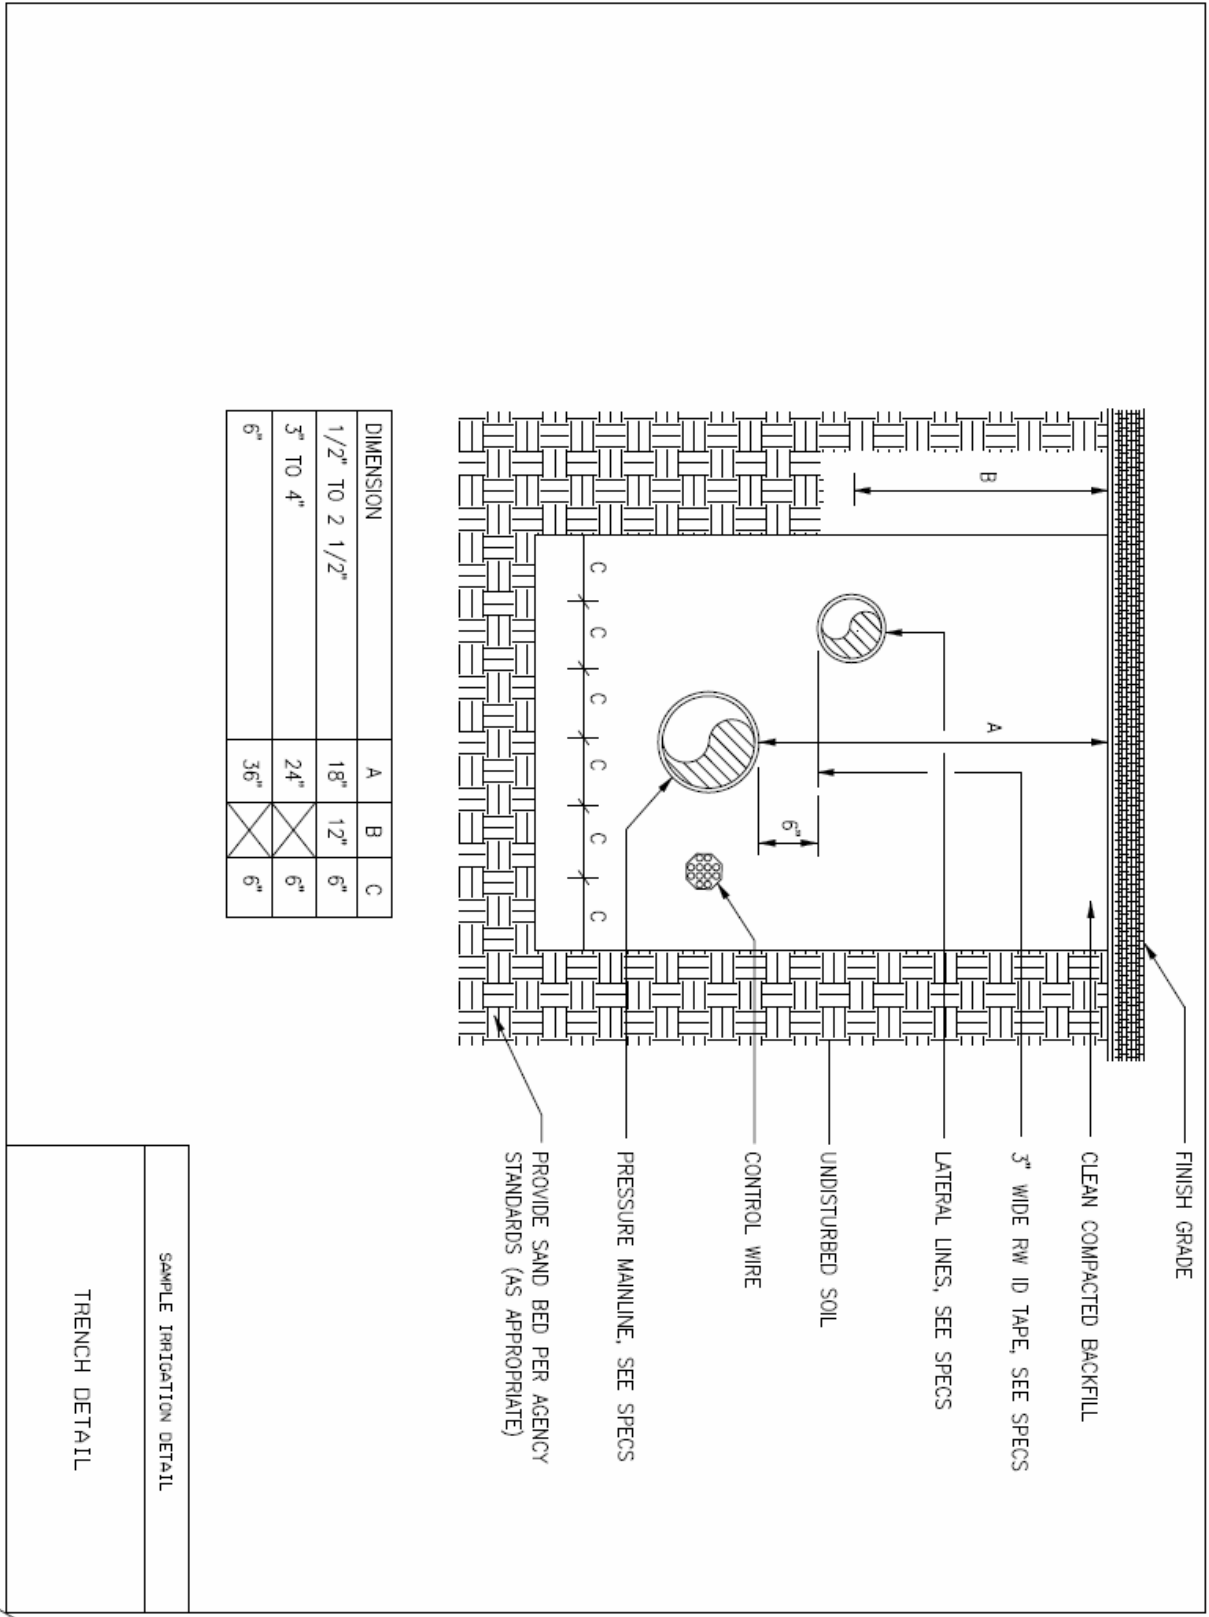 FINISH GRADE
CLEAN COMPACTED BACKFILL
3" WIDE RW ID TAPE, SEE SPECS
LATERAL LINES, SEE SPECS
UNDISTURBED SOIL
CONTROL WIRE
PRESSURE MAINLINE, SEE SPECS
PROVIDE SAND BED PER AGENCY
STANDARDS (AS APPROPRIATE)
B
A
6"
C C C C C C
DIMENSION A B C
1/2" TO 2 1/2" 18" 12" 6"
3" TO 4" 24" 6"
6" 36" 6"
SAMPLE IRRIGATION DETAIL
TRENCH DETAIL